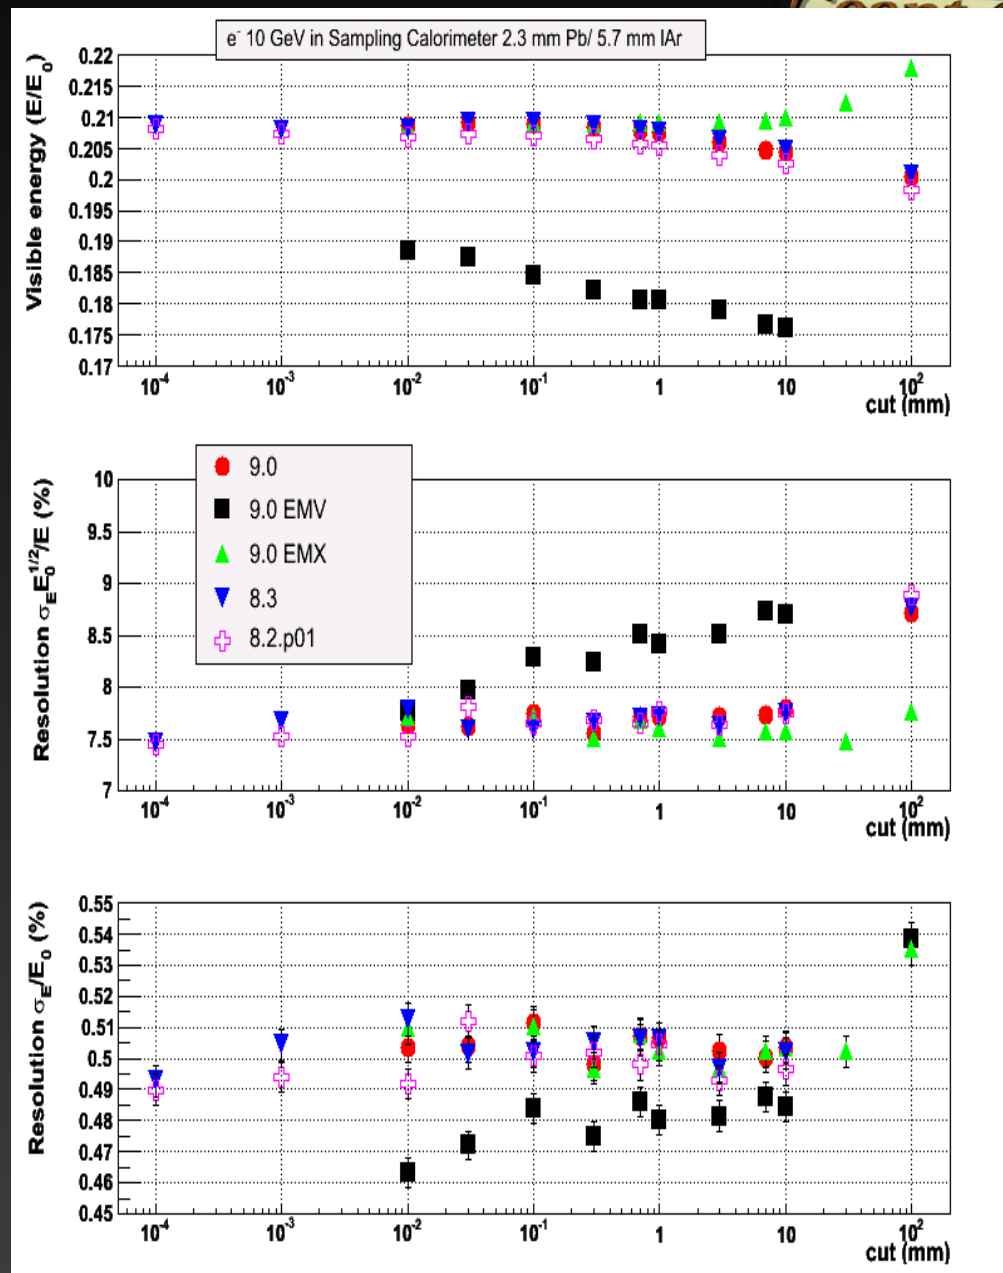 e⁻ 10 GeV in Sampling Calorimeter 2.3 mm Pb/ 5.7 mm lAr
Visible energy (E/E₀)
0.22
0.215
0.21
0.205
0.2
0.195
0.19
0.185
0.18
0.175
0.17
10⁻⁴ 10⁻³ 10⁻² 10⁻¹ 1 10 10²
cut (mm)
Resolution σ_E E₀^1/2/E (%)
10
9.5
9
8.5
8
7.5
7
9.0
9.0 EMV
9.0 EMX
8.3
8.2.p01
10⁻⁴ 10⁻³ 10⁻² 10⁻¹ 1 10 10²
cut (mm)
Resolution σ_E/E₀ (%)
0.55
0.54
0.53
0.52
0.51
0.5
0.49
0.48
0.47
0.46
0.45
10⁻⁴ 10⁻³ 10⁻² 10⁻¹ 1 10 10²
cut (mm)